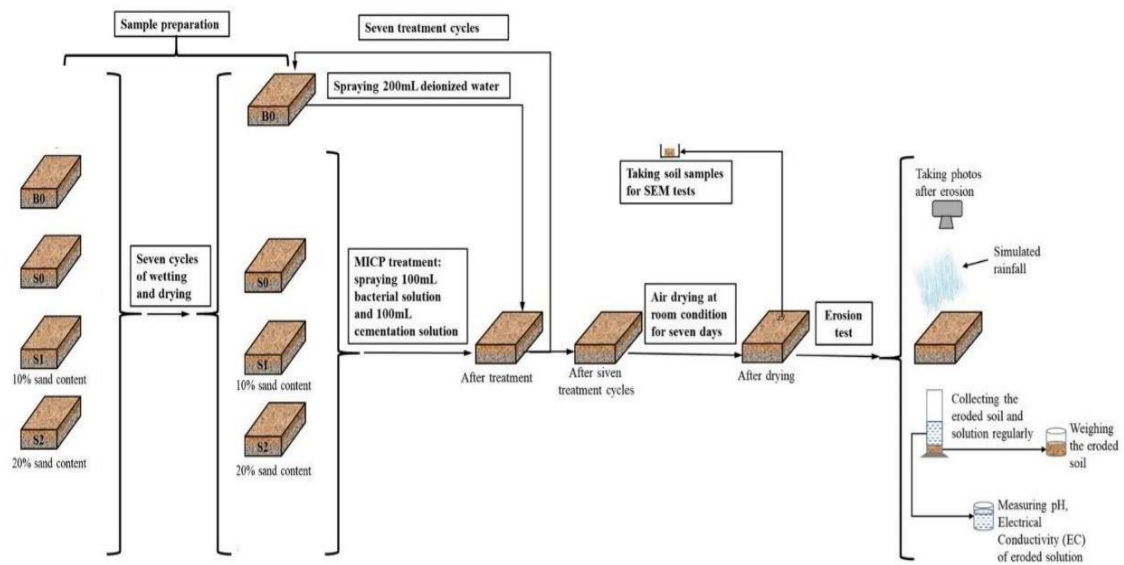 Sample preparation
Seven treatment cycles
Spraying 200mL deionized water
B0
B0
S0
S1
10% sand content
S2
20% sand content
Seven cycles
of wetting
and drying
S0
S1
10% sand content
S2
20% sand content
MICP treatment:
spraying 100mL
bacterial solution
and 100mL
cementation solution
After treatment
After siven
treatment cycles
Taking soil samples
for SEM tests
Air drying at
room condition
for seven days
After drying
Erosion
test
Taking photos
after erosion
Simulated
rainfall
Collecting the
eroded soil and
solution regularly
Weighing
the eroded
soil
Measuring pH,
Electrical
Conductivity (EC)
of eroded solution